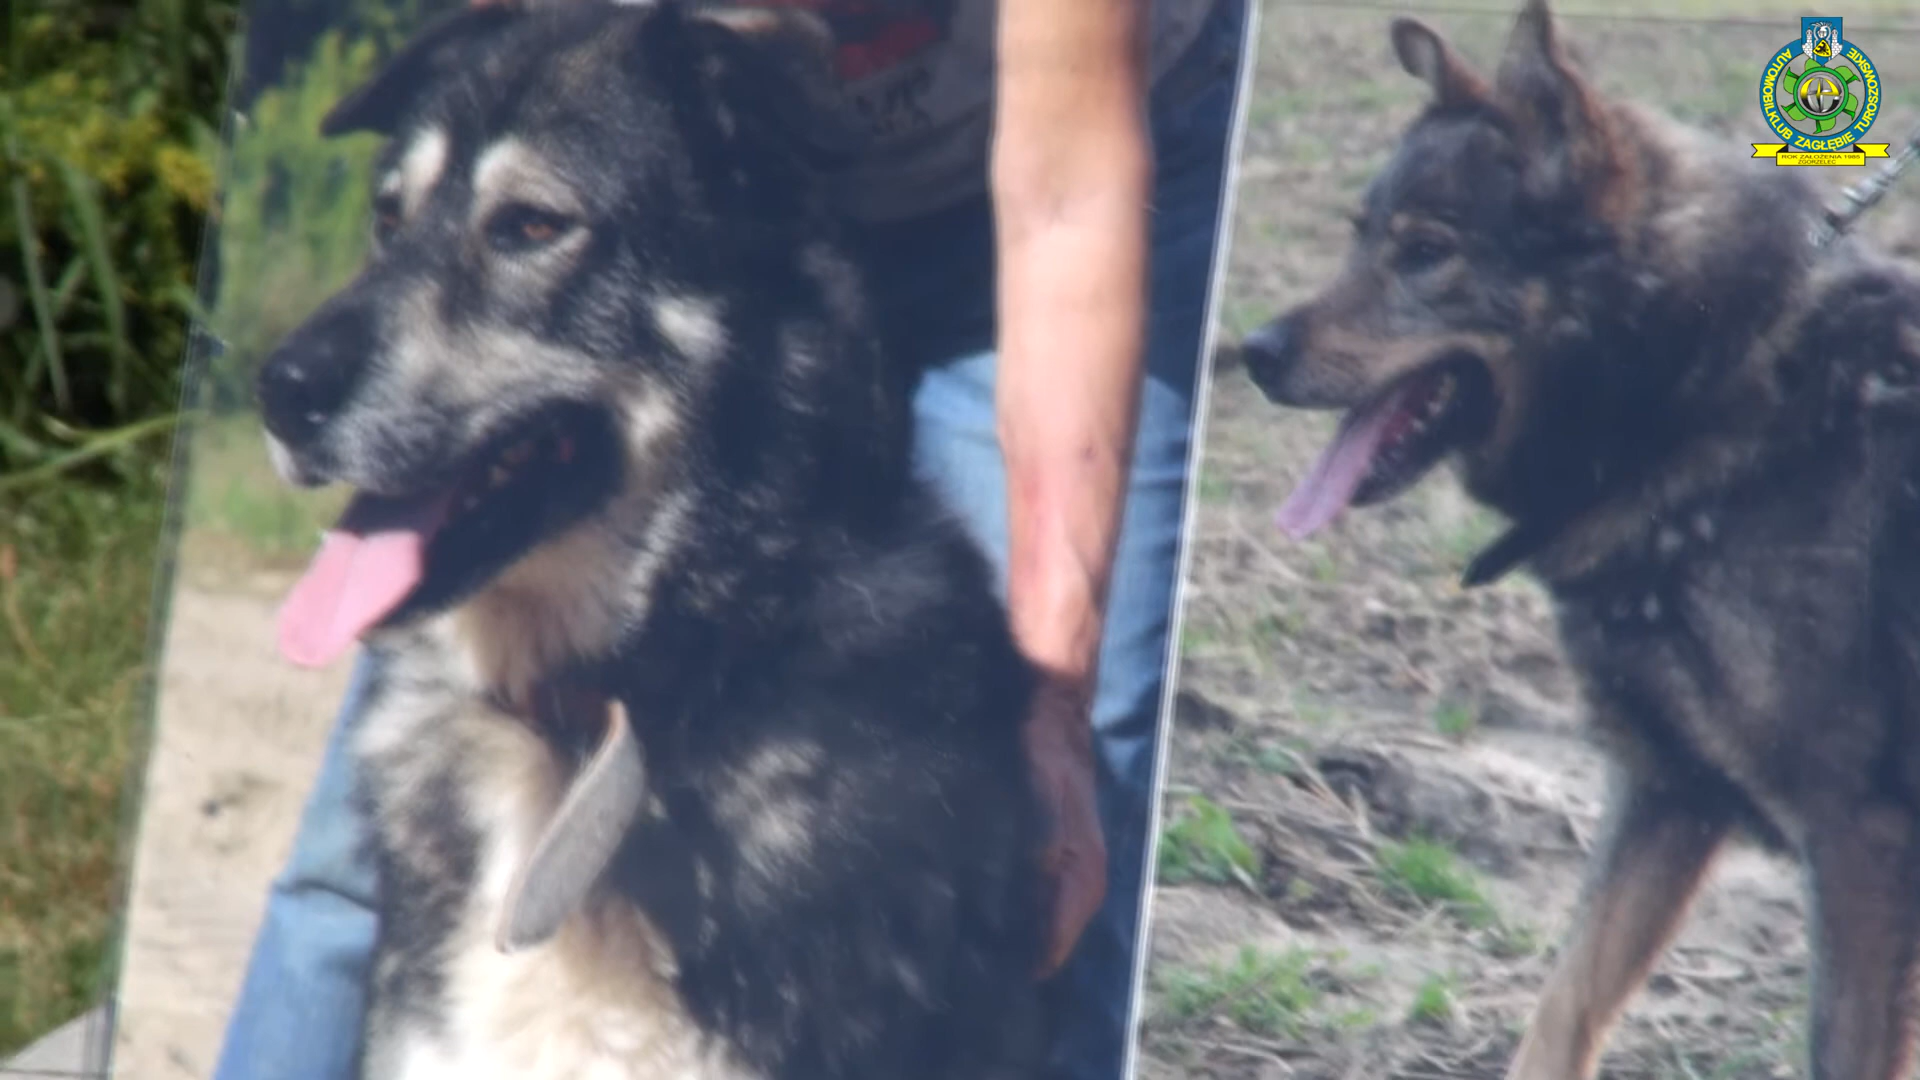 AUTOMOBILKLUB ZAGŁĘBIE TUROSZOWSKIE
ROK ZAŁOŻENIA 1985
ZGORZELEC